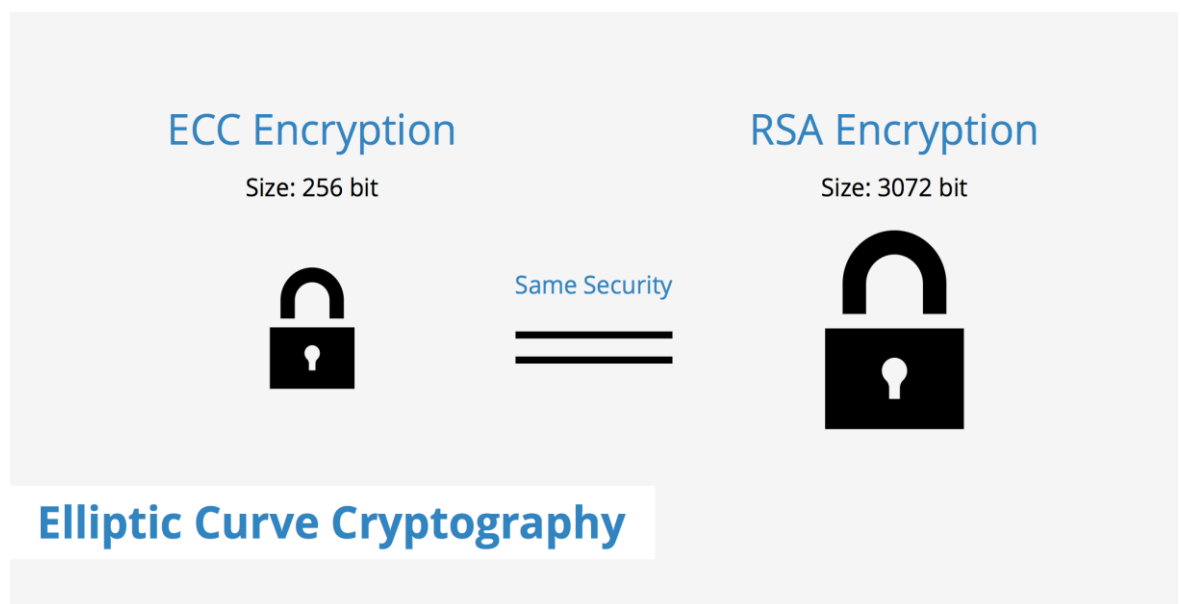 ECC Encryption
Size: 256 bit
RSA Encryption
Size: 3072 bit
Same Security
Elliptic Curve Cryptography